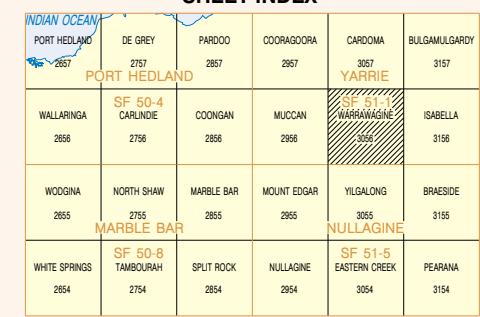 SHEET INDEX
INDIAN OCEAN
PORT HEDLAND DE GREY PARDOO COORAGOORA CARDOMA BULGAMULGARDY
2657 2757 2857 2957 3057 3157
PORT HEDLAND YARRIE
SF 50-4 SF 51-1
WALLARINGA CARLINDIE COONGAN MUCCAN WARRAWAGINE ISABELLA
2656 2756 2856 2956 3056 3156
WODGINA NORTH SHAW MARBLE BAR MOUNT EDGAR YILGALONG BRAESIDE
2655 2755 2855 2955 3055 3155
MARBLE BAR NULLAGINE
SF 50-8 SF 51-5
WHITE SPRINGS TAMBOURAH SPLIT ROCK NULLAGINE EASTERN CREEK PEARANA
2654 2754 2854 2954 3054 3154